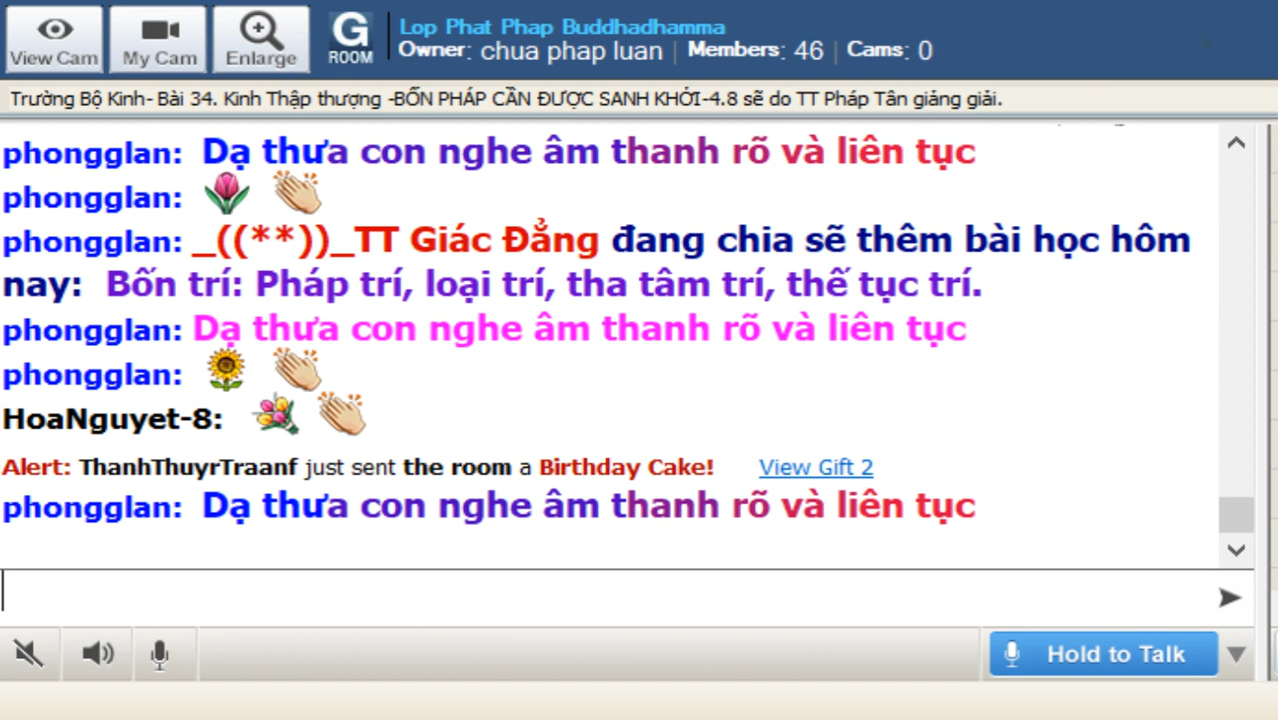 View Cam
My Cam
Enlarge
G
ROOM
Lop Phat Phap Buddhadhamma
Owner: chua phap luan | Members: 46 | Cams: 0
Trường Bộ Kinh- Bài 34. Kinh Thập thượng -BỐN PHÁP CẦN ĐƯỢC SANH KHỞI-4.8 sẽ do TT Pháp Tân giảng giải.
phongglan: Dạ thưa con nghe âm thanh rõ và liên tục
phongglan:
phongglan: _((**))_TT Giác Đẳng đang chia sẽ thêm bài học hôm
nay: Bốn trí: Pháp trí, loại trí, tha tâm trí, thế tục trí.
phongglan: Dạ thưa con nghe âm thanh rõ và liên tục
phongglan:
HoaNguyet-8:
Alert: ThanhThuyrTraanf just sent the room a Birthday Cake! View Gift 2
phongglan: Dạ thưa con nghe âm thanh rõ và liên tục
Hold to Talk